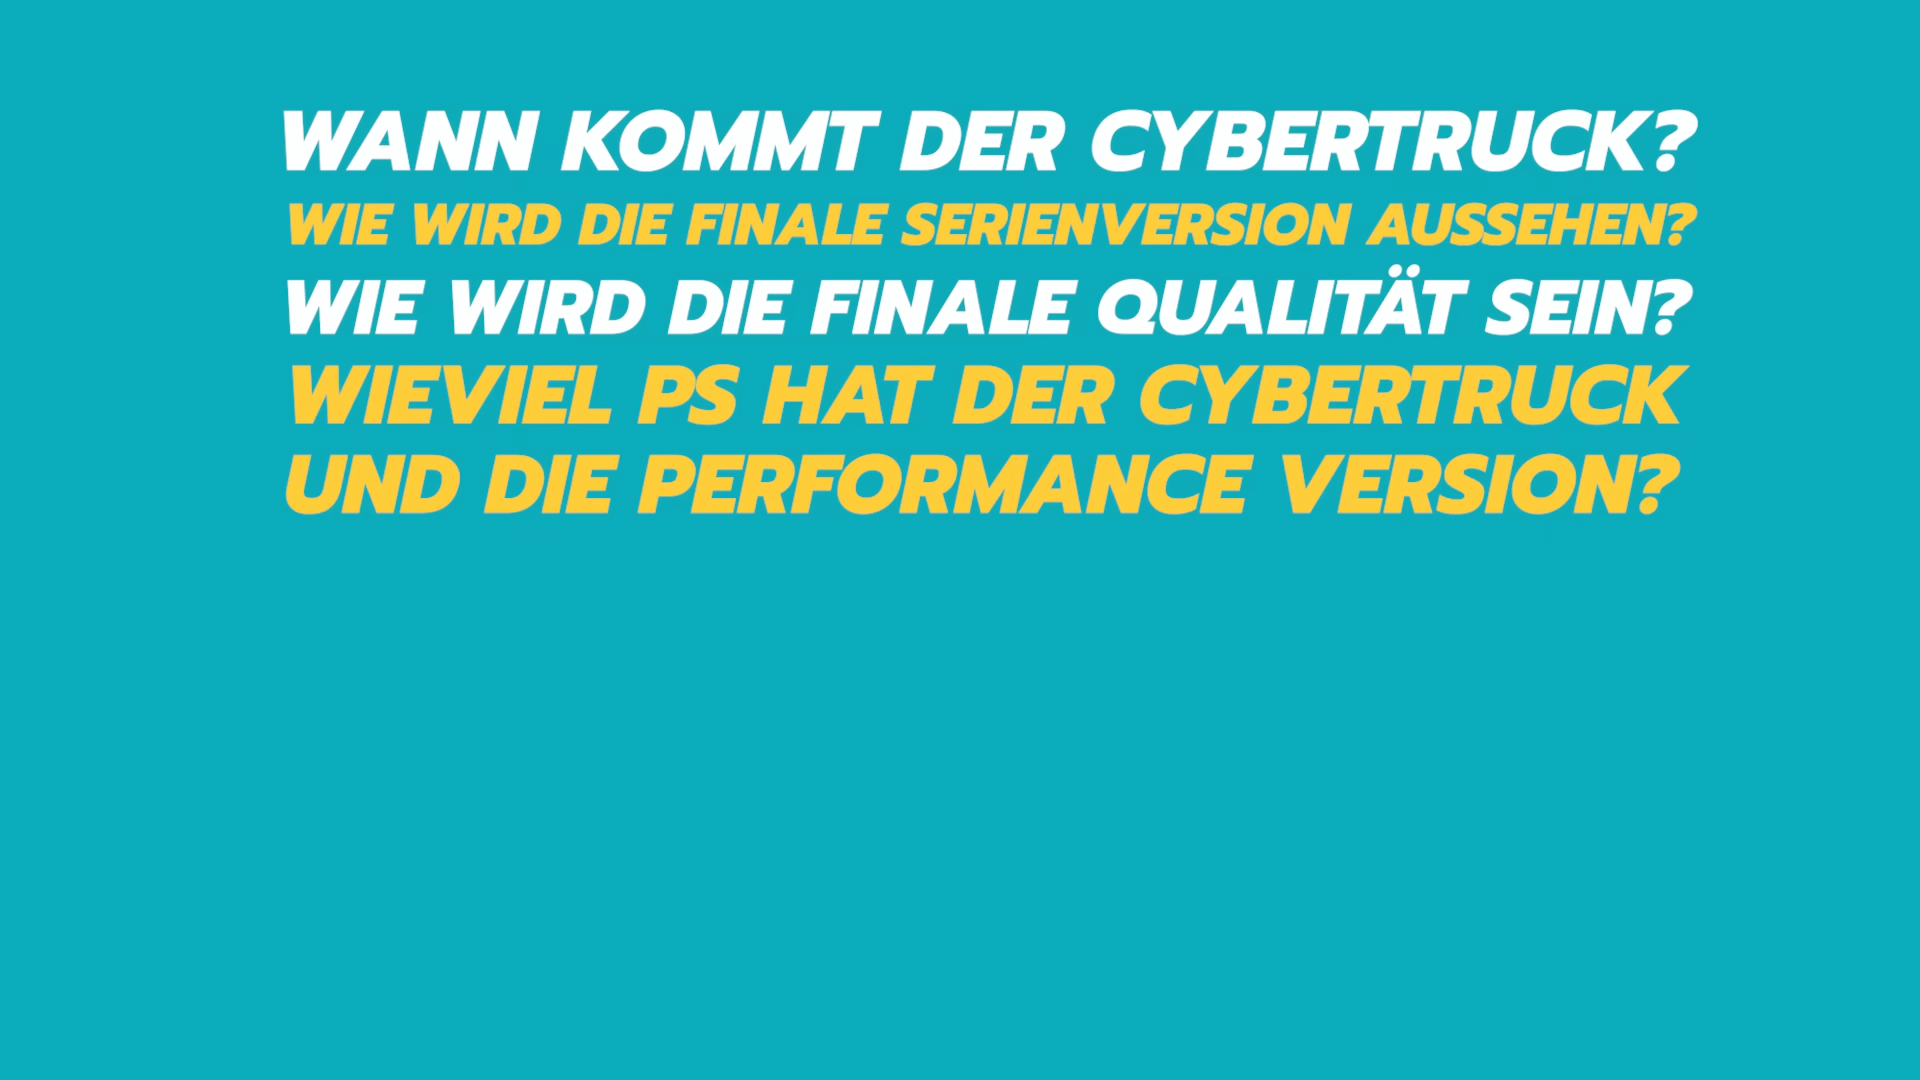 WANN KOMMT DER CYBERTRUCK?
WIE WIRD DIE FINALE SERIENVERSION AUSSEHEN?
WIE WIRD DIE FINALE QUALITÄT SEIN?
WIEVIEL PS HAT DER CYBERTRUCK
UND DIE PERFORMANCE VERSION?